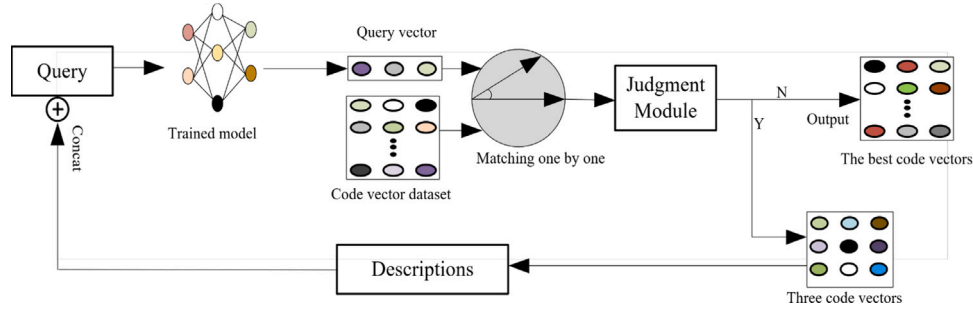 Query
Concat
Trained model
Query vector
Code vector dataset
Matching one by one
Judgment
Module
N
Y
Output
The best code vectors
Three code vectors
Descriptions